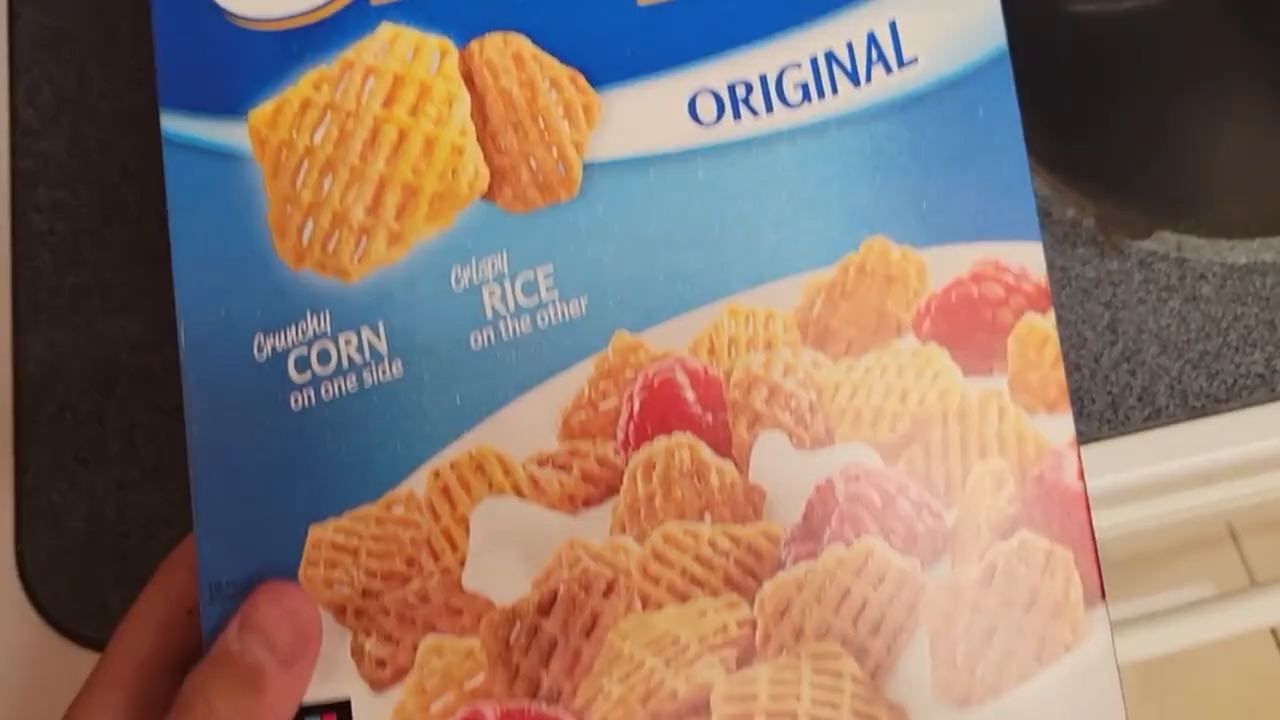 ORIGINAL
Crispy
RICE
on the other
Crunchy
CORN
on one side